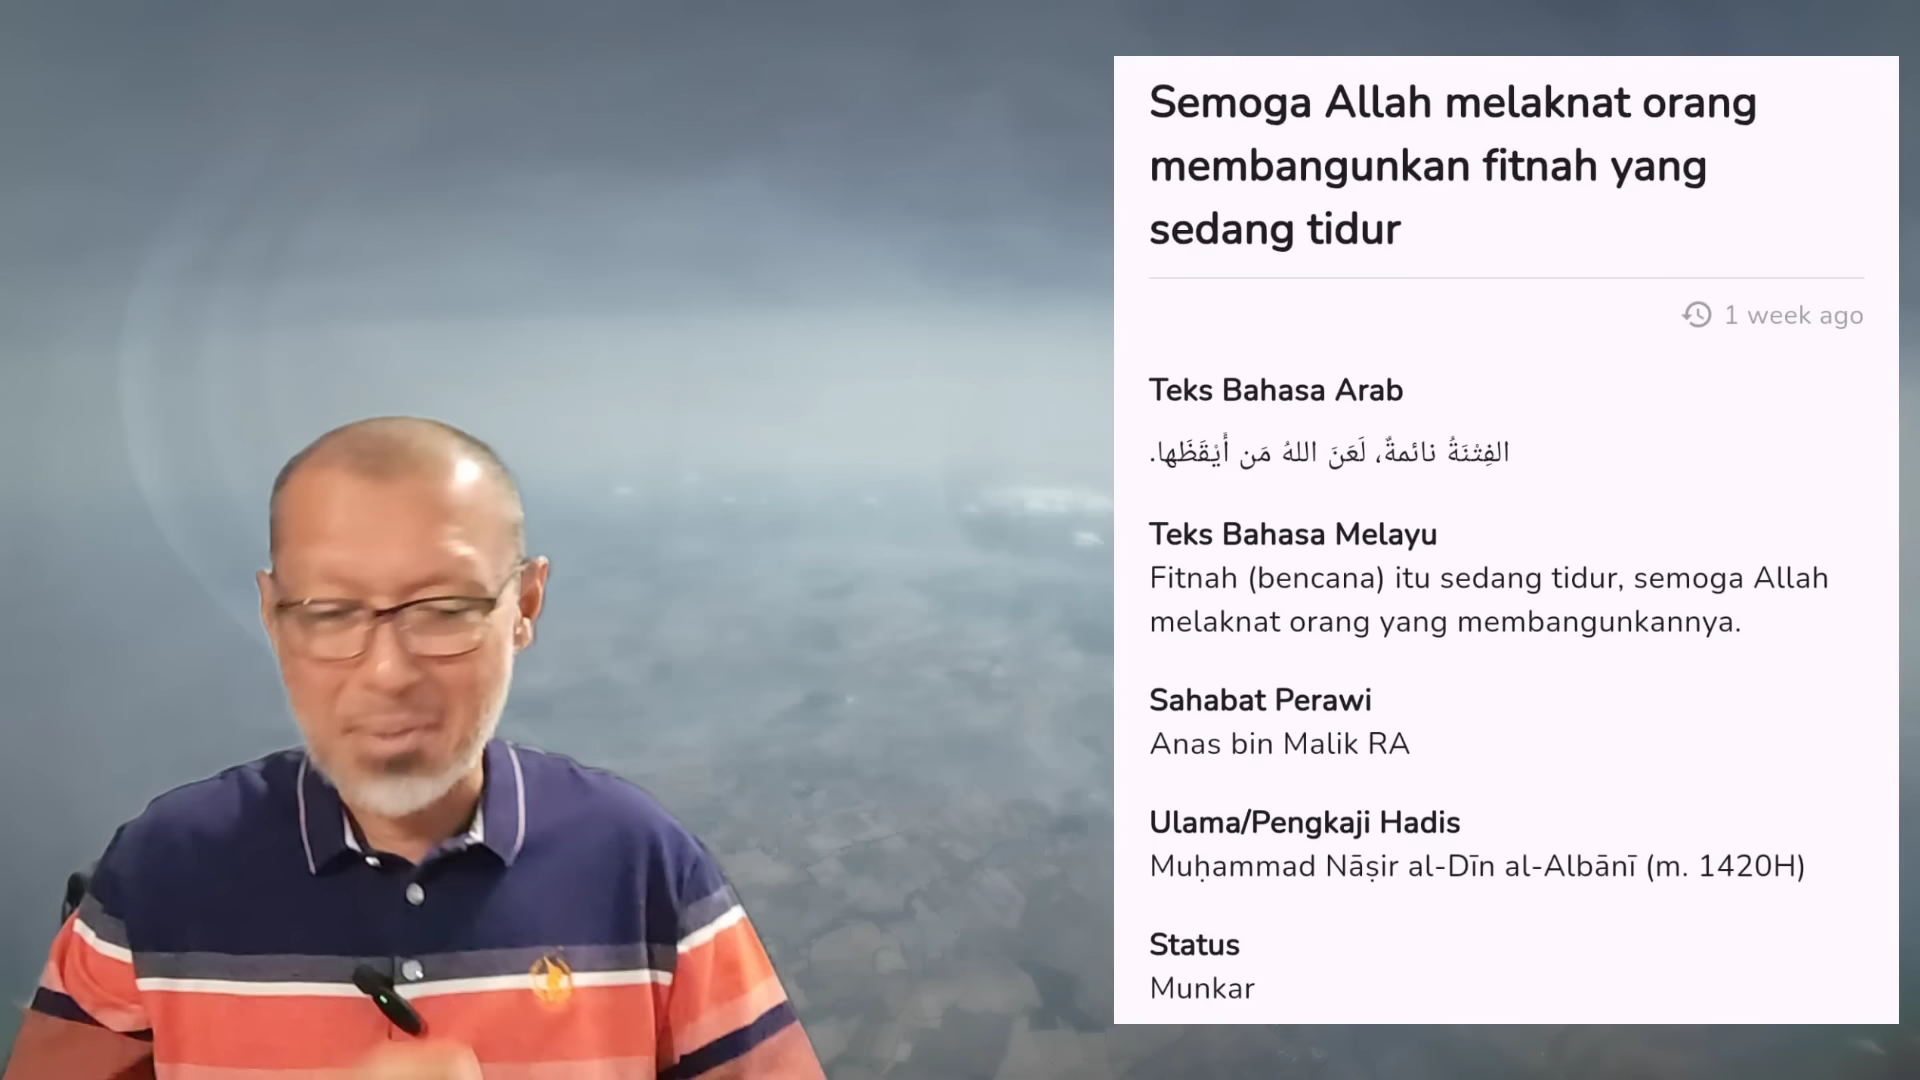 Semoga Allah melaknat orang
membangunkan fitnah yang
sedang tidur
1 week ago
Teks Bahasa Arab
الفِتْنَةُ نائمةٌ، لَعَنَ اللهُ مَن أَيْقَظَها.
Teks Bahasa Melayu
Fitnah (bencana) itu sedang tidur, semoga Allah
melaknat orang yang membangunkannya.
Sahabat Perawi
Anas bin Malik RA
Ulama/Pengkaji Hadis
Muḥammad Nāṣir al-Dīn al-Albānī (m. 1420H)
Status
Munkar